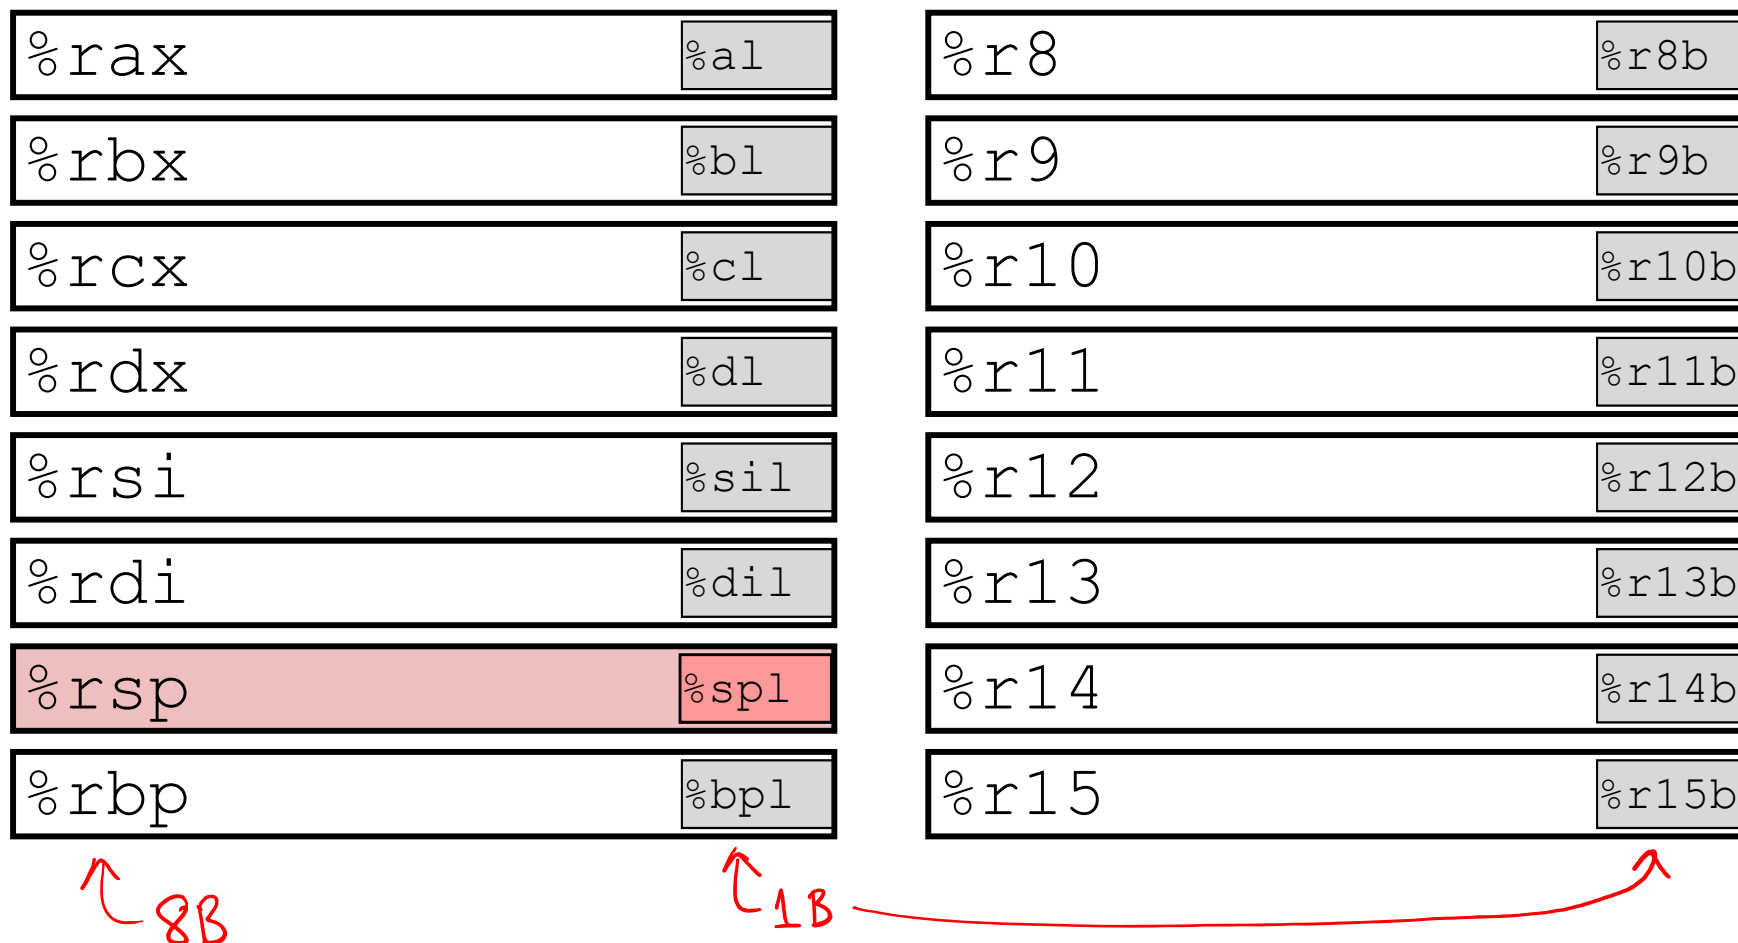 %rax %al %r8 %r8b
%rbx %bl %r9 %r9b
%rcx %cl %r10 %r10b
%rdx %dl %r11 %r11b
%rsi %sil %r12 %r12b
%rdi %dil %r13 %r13b
%rsp %spl %r14 %r14b
%rbp %bpl %r15 %r15b
8B 1B